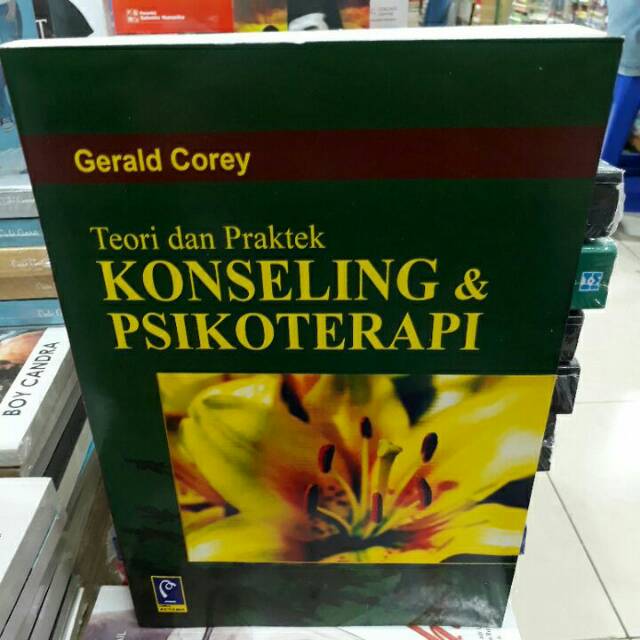 Gerald Corey
Teori dan Praktek
KONSELING &
PSIKOTERAPI
BOY CANDRA